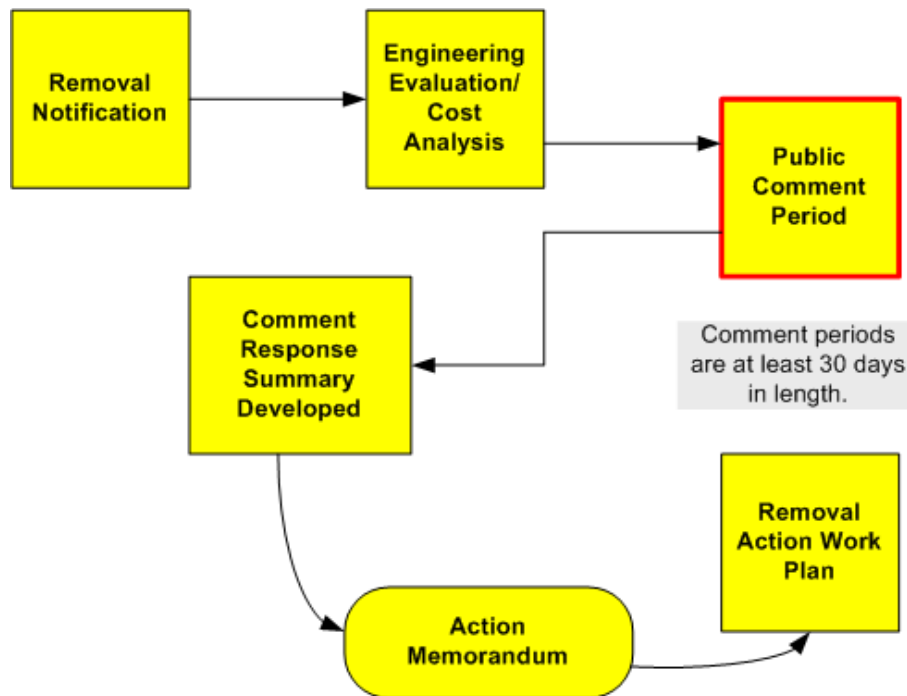 Removal
Notification
Engineering
Evaluation/
Cost
Analysis
Public
Comment
Period
Comment
Response
Summary
Developed
Comment periods
are at least 30 days
in length.
Action
Memorandum
Removal
Action Work
Plan